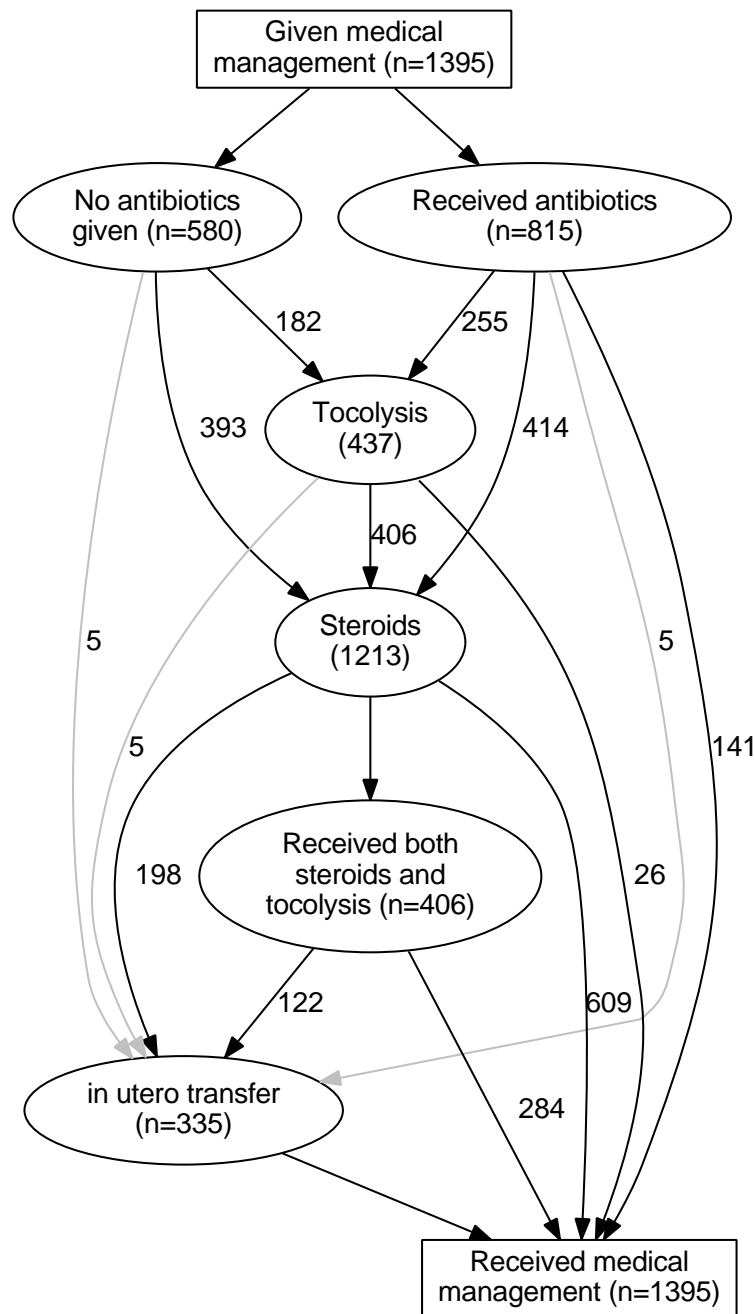 Given medical
management (n=1395)
No antibiotics
given (n=580)
Received antibiotics
(n=815)
182
255
393
Tocolysis
(437)
414
406
5
Steroids
(1213)
5
5
141
198
Received both
steroids and
tocolysis (n=406)
26
122
609
in utero transfer
(n=335)
284
Received medical
management (n=1395)